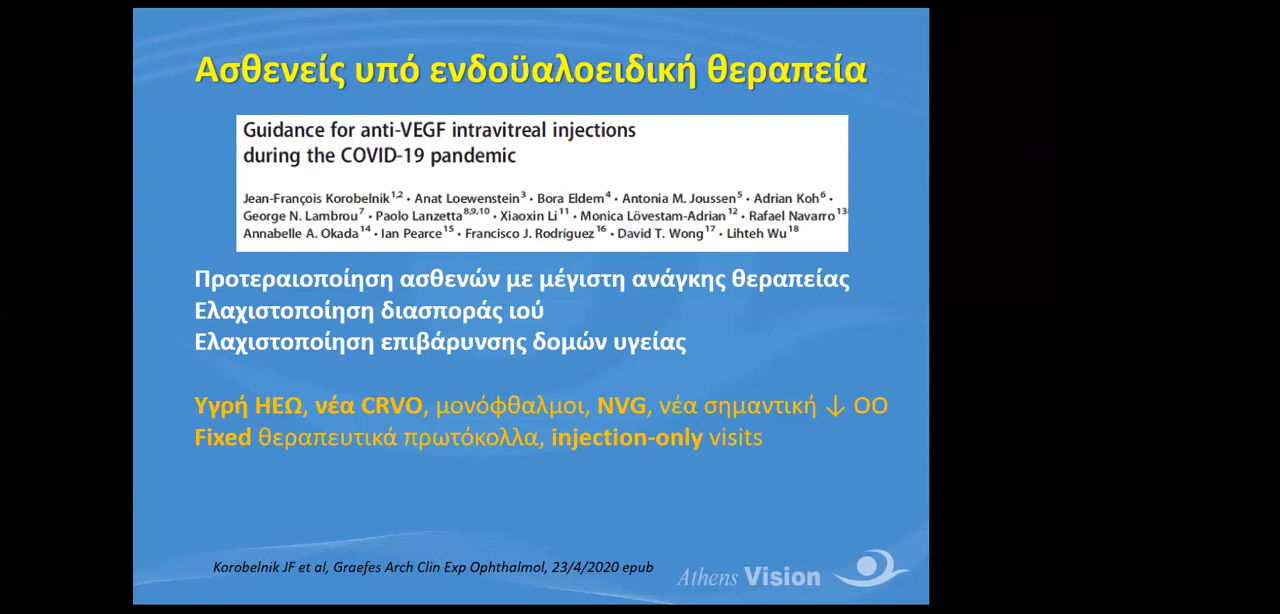 Ασθενείς υπό ενδοϋαλοειδική θεραπεία
Guidance for anti-VEGF intravitreal injections
during the COVID-19 pandemic
Jean-François Korobelnik1,2 · Anat Loewenstein3 · Bora Eldem4 · Antonia M. Joussen5 · Adrian Koh6 ·
George N. Lambrou7 · Paolo Lanzetta8,9,10 · Xiaoxin Li11 · Monica Lövestam-Adrian12 · Rafael Navarro13
Annabelle A. Okada14 · Ian Pearce15 · Francisco J. Rodríguez16 · David T. Wong17 · Lihteh Wu18
Προτεραιοποίηση ασθενών με μέγιστη ανάγκης θεραπείας
Ελαχιστοποίηση διασποράς ιού
Ελαχιστοποίηση επιβάρυνσης δομών υγείας
Υγρή ΗΕΩ, νέα CRVO, μονόφθαλμοι, NVG, νέα σημαντική ↓ ΟΟ
Fixed θεραπευτικά πρωτόκολλα, injection-only visits
Korobelnik JF et al, Graefes Arch Clin Exp Ophthalmol, 23/4/2020 epub
Athens Vision